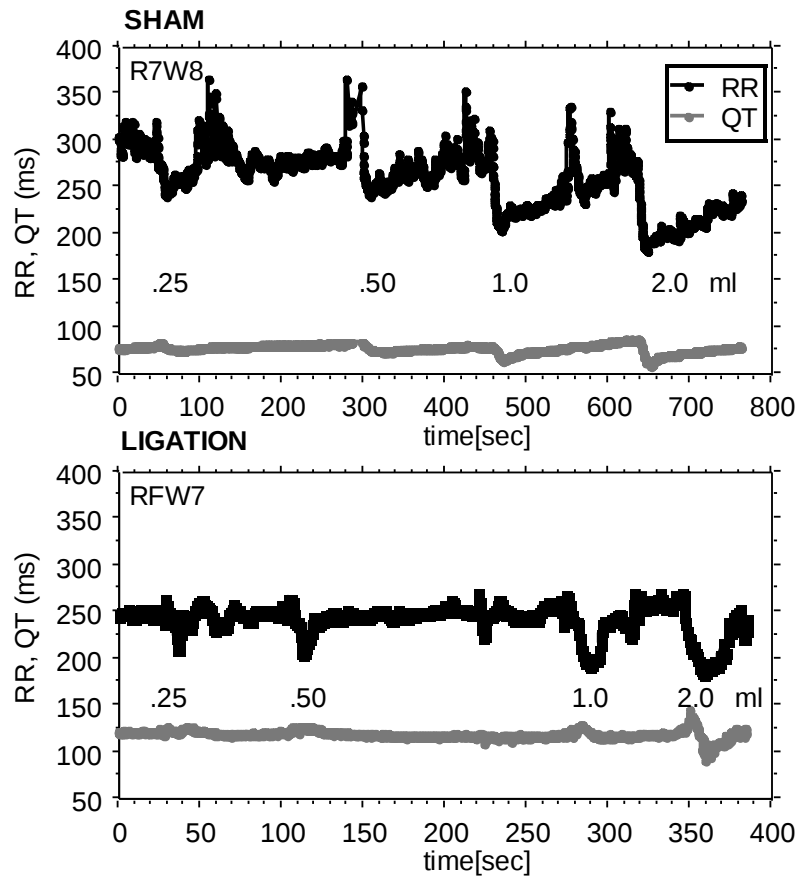 SHAM
400
R7W8
350
RR
QT
300
250
200
150
100
50
RR, QT (ms)
.25 .50 1.0 2.0 ml
0 100 200 300 400 500 600 700 800
time[sec]
LIGATION
400
RFW7
350
300
250
200
150
100
50
RR, QT (ms)
.25 .50 1.0 2.0 ml
0 50 100 150 200 250 300 350 400
time[sec]